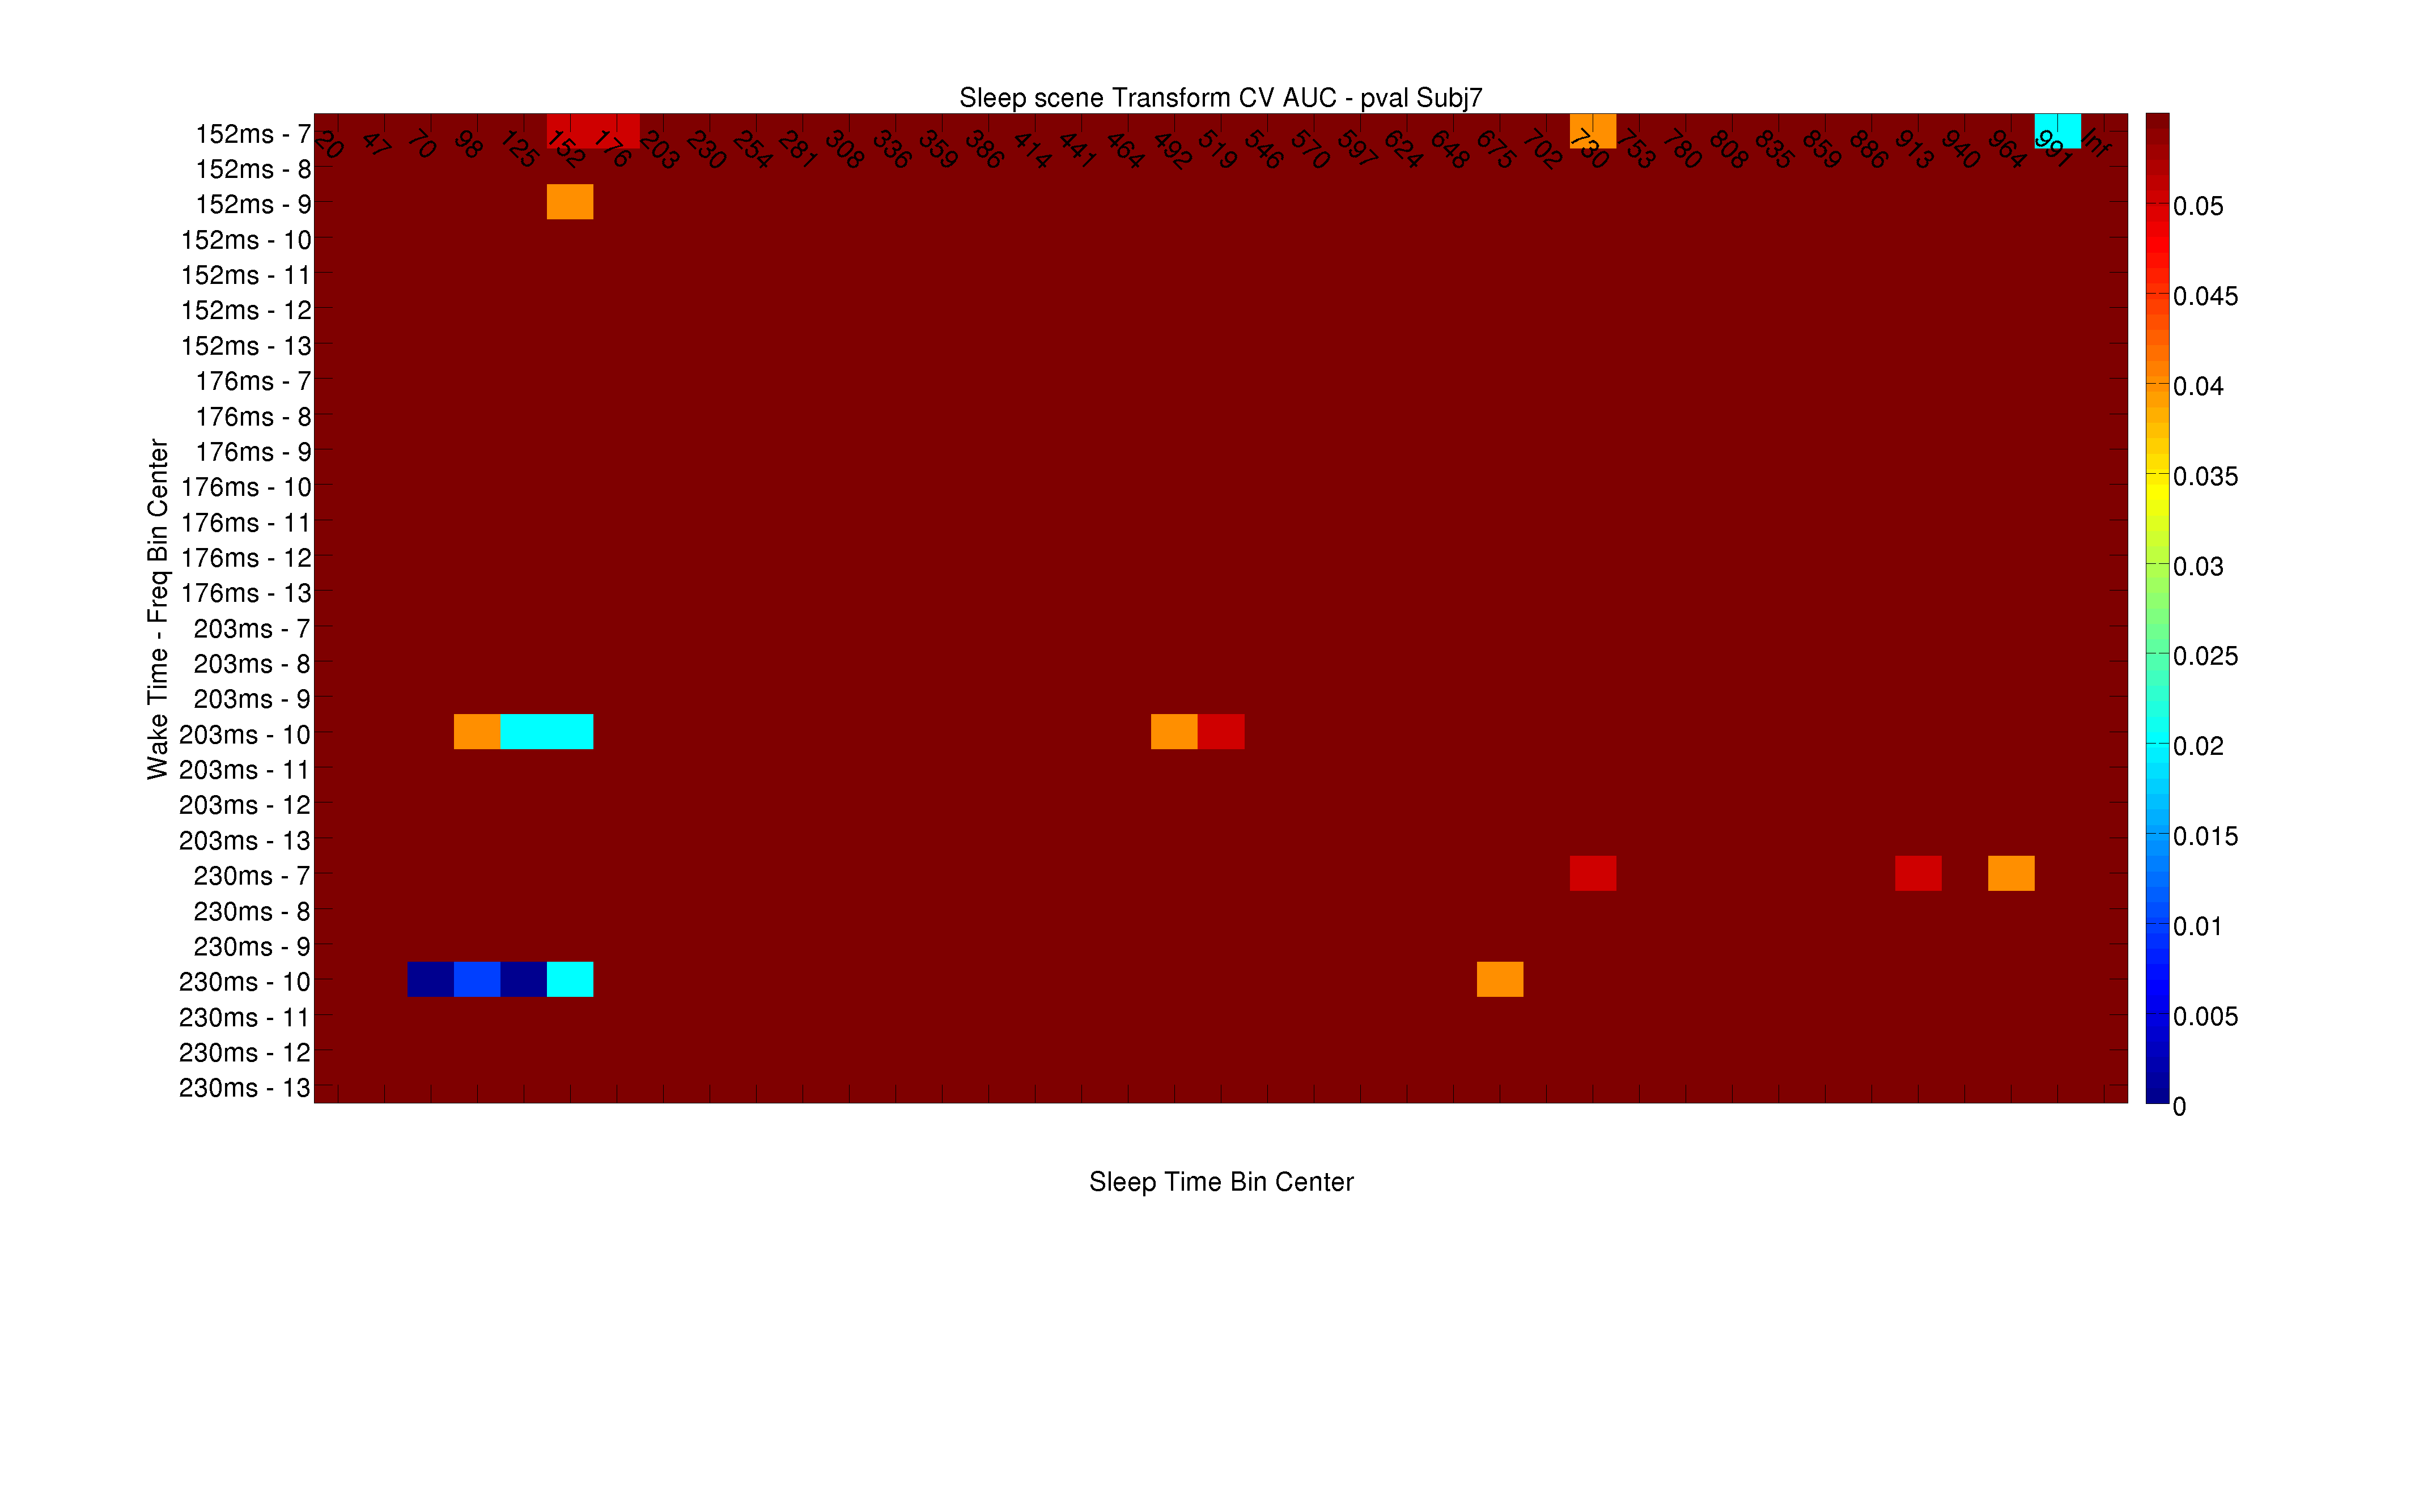 Sleep scene Transform CV AUC - pval Subj7
20 47 70 98 125 152 176 203 230 254 281 308 336 359 386 414 441 464 492 519 546 570 597 624 648 675 702 730 753 780 808 835 859 886 913 940 964 991 Inf
152ms - 7
152ms - 8
152ms - 9
152ms - 10
152ms - 11
152ms - 12
152ms - 13
176ms - 7
176ms - 8
176ms - 9
176ms - 10
176ms - 11
176ms - 12
176ms - 13
203ms - 7
203ms - 8
203ms - 9
203ms - 10
203ms - 11
203ms - 12
203ms - 13
230ms - 7
230ms - 8
230ms - 9
230ms - 10
230ms - 11
230ms - 12
230ms - 13
Wake Time - Freq Bin Center
0.05
0.045
0.04
0.035
0.03
0.025
0.02
0.015
0.01
0.005
0
Sleep Time Bin Center